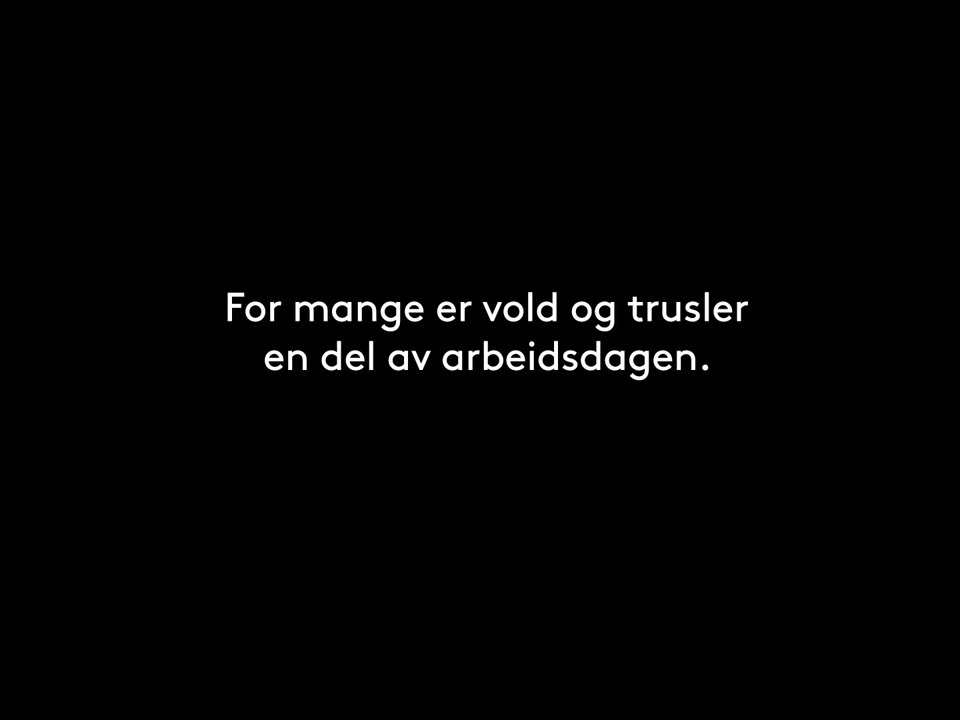 For mange er vold og trusler
en del av arbeidsdagen.